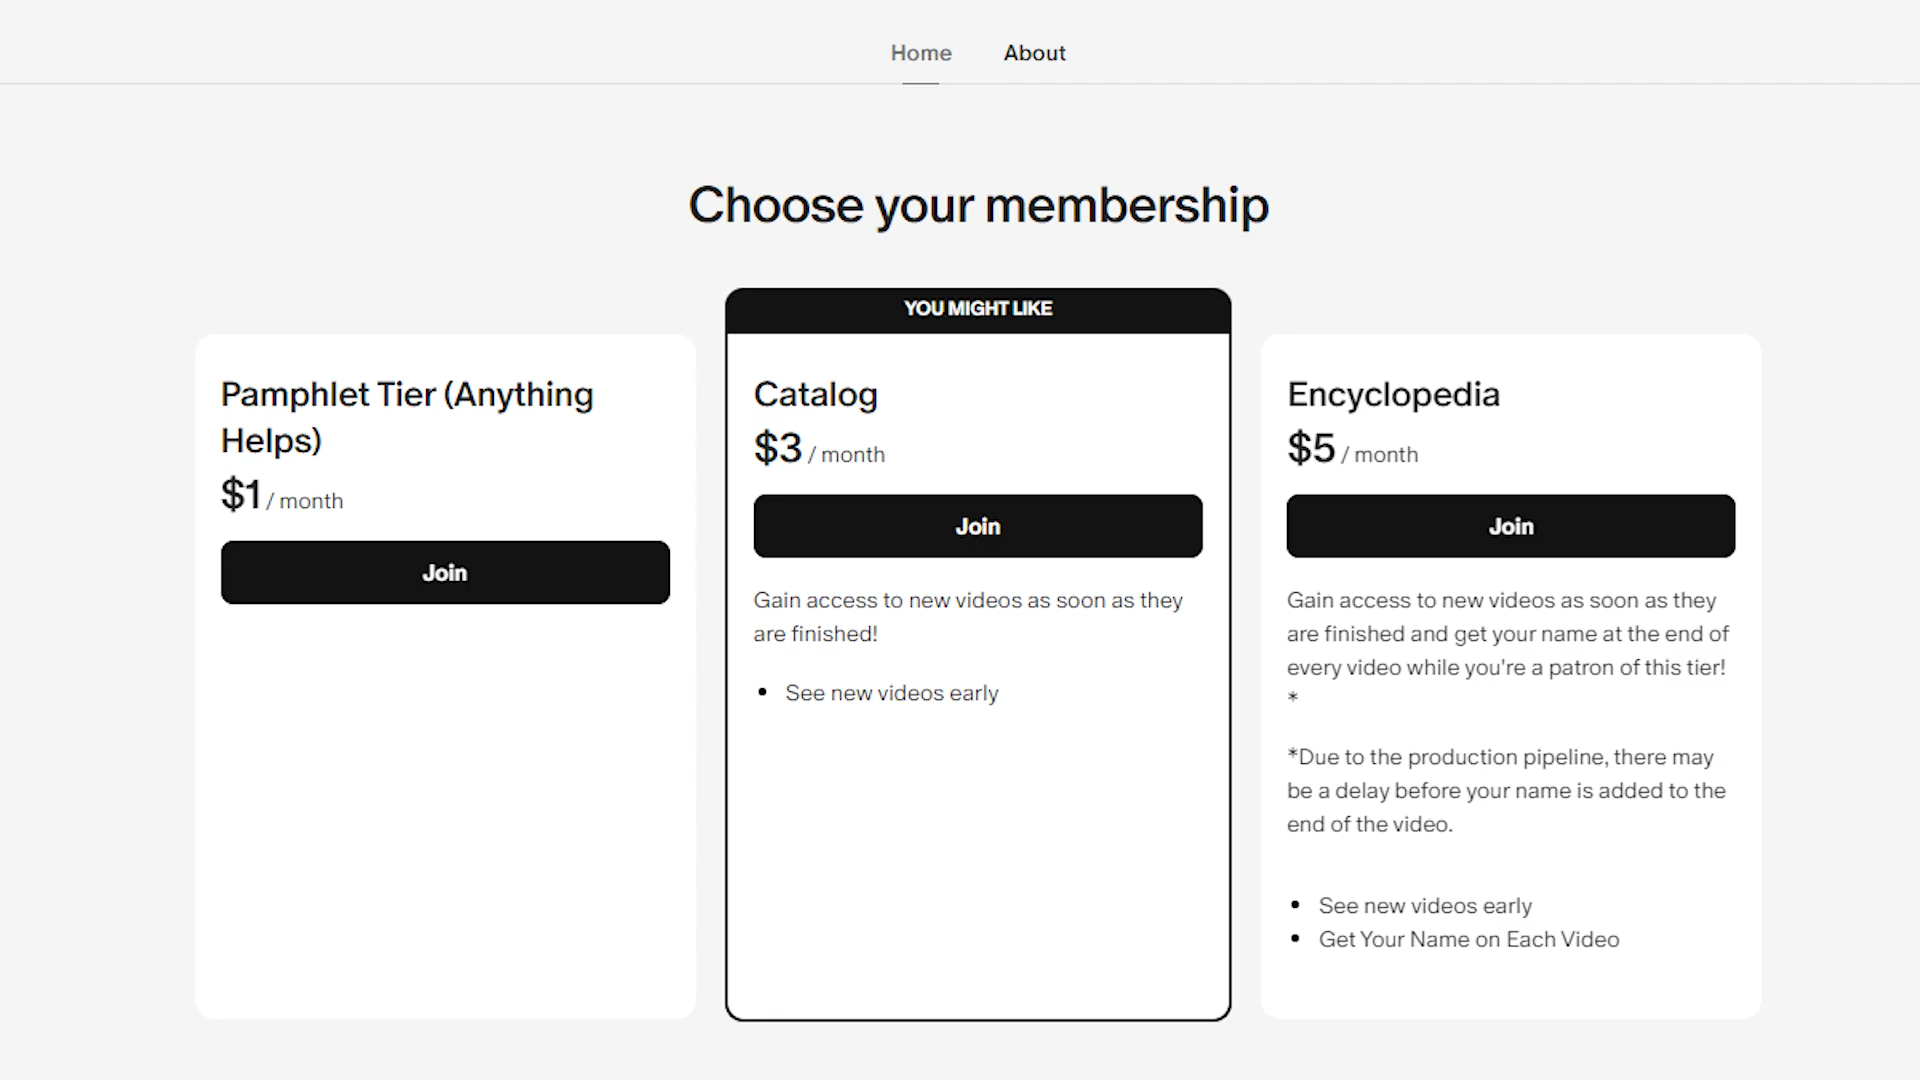 Home
About
Choose your membership
Pamphlet Tier (Anything
Helps)
$1 / month
Join
YOU MIGHT LIKE
Catalog
$3 / month
Join
Gain access to new videos as soon as they
are finished!
• See new videos early
Encyclopedia
$5 / month
Join
Gain access to new videos as soon as they
are finished and get your name at the end of
every video while you're a patron of this tier!
*
*Due to the production pipeline, there may
be a delay before your name is added to the
end of the video.
• See new videos early
• Get Your Name on Each Video